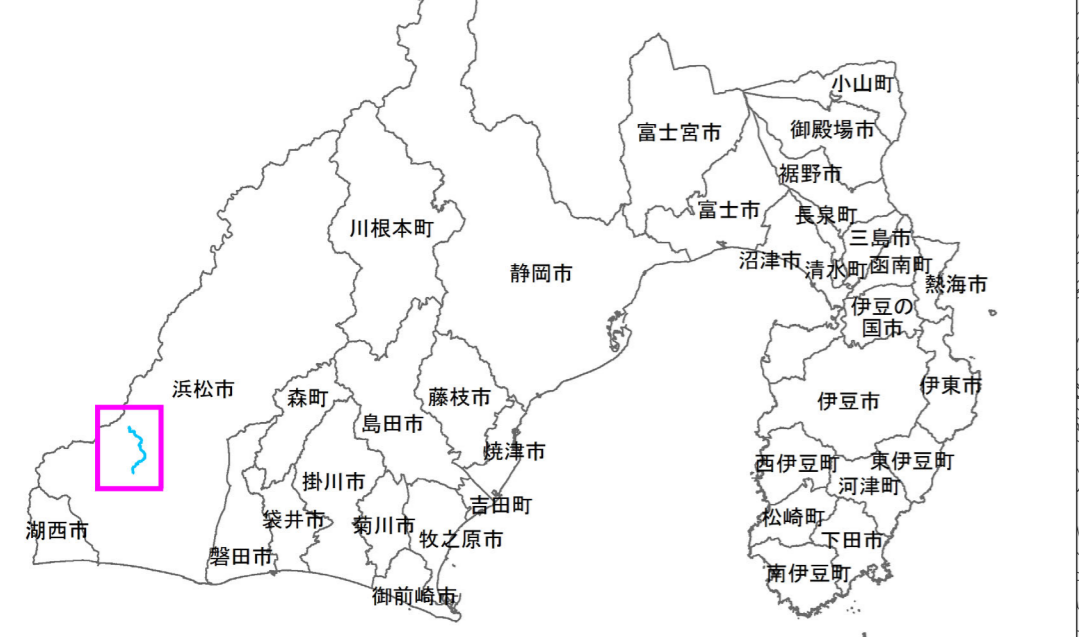 小山町
富士宮市
御殿場市
裾野市
富士市
長泉町
川根本町
三島市
沼津市
清水町
函南町
静岡市
熱海市
伊豆の
国市
浜松市
森町
藤枝市
伊東市
伊豆市
島田市
焼津市
西伊豆町
東伊豆町
掛川市
河津町
吉田町
湖西市
袋井市
菊川市
牧之原市
松崎町
下田市
磐田市
南伊豆町
御前崎市